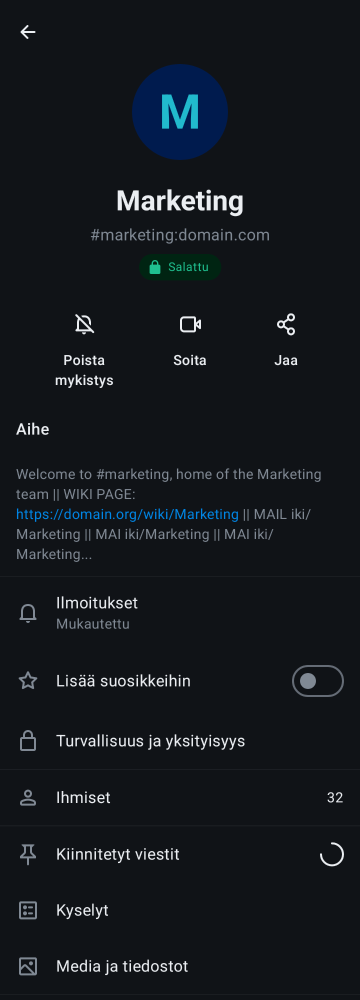 M
Marketing
#marketing:domain.com
Salattu
Poista
mykistys
Soita
Jaa
Aihe
Welcome to #marketing, home of the Marketing
team || WIKI PAGE:
https://domain.org/wiki/Marketing || MAIL iki/
Marketing || MAI iki/Marketing || MAI iki/
Marketing...
Ilmoitukset
Mukautettu
Lisää suosikkeihin
Turvallisuus ja yksityisyys
Ihmiset 32
Kiinnitetyt viestit
Kyselyt
Media ja tiedostot